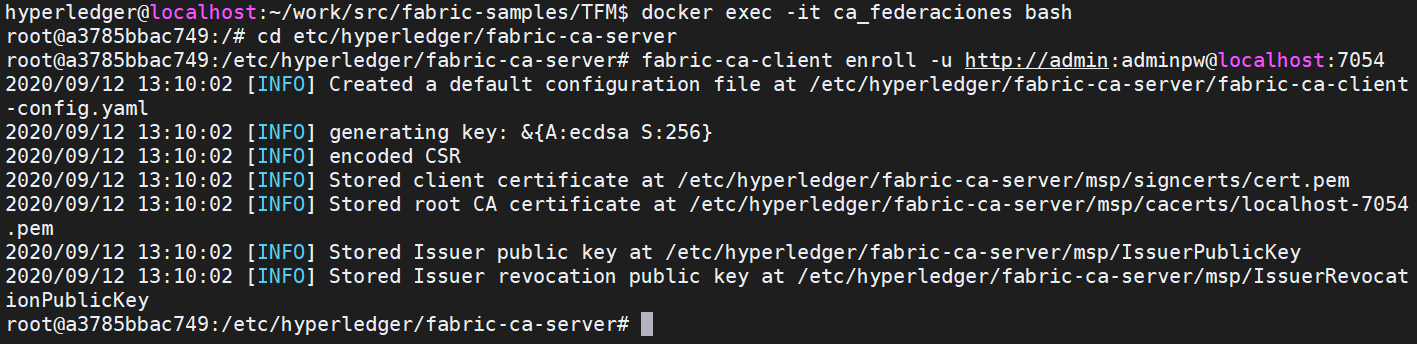 hyperledger@localhost:~/work/src/fabric-samples/TFM$ docker exec -it ca_federaciones bash
root@a3785bbac749:/# cd etc/hyperledger/fabric-ca-server
root@a3785bbac749:/etc/hyperledger/fabric-ca-server# fabric-ca-client enroll -u http://admin:adminpw@localhost:7054
2020/09/12 13:10:02 [INFO] Created a default configuration file at /etc/hyperledger/fabric-ca-server/fabric-ca-client
-config.yaml
2020/09/12 13:10:02 [INFO] generating key: &{A:ecdsa S:256}
2020/09/12 13:10:02 [INFO] encoded CSR
2020/09/12 13:10:02 [INFO] Stored client certificate at /etc/hyperledger/fabric-ca-server/msp/signcerts/cert.pem
2020/09/12 13:10:02 [INFO] Stored root CA certificate at /etc/hyperledger/fabric-ca-server/msp/cacerts/localhost-7054
.pem
2020/09/12 13:10:02 [INFO] Stored Issuer public key at /etc/hyperledger/fabric-ca-server/msp/IssuerPublicKey
2020/09/12 13:10:02 [INFO] Stored Issuer revocation public key at /etc/hyperledger/fabric-ca-server/msp/IssuerRevocat
ionPublicKey
root@a3785bbac749:/etc/hyperledger/fabric-ca-server#